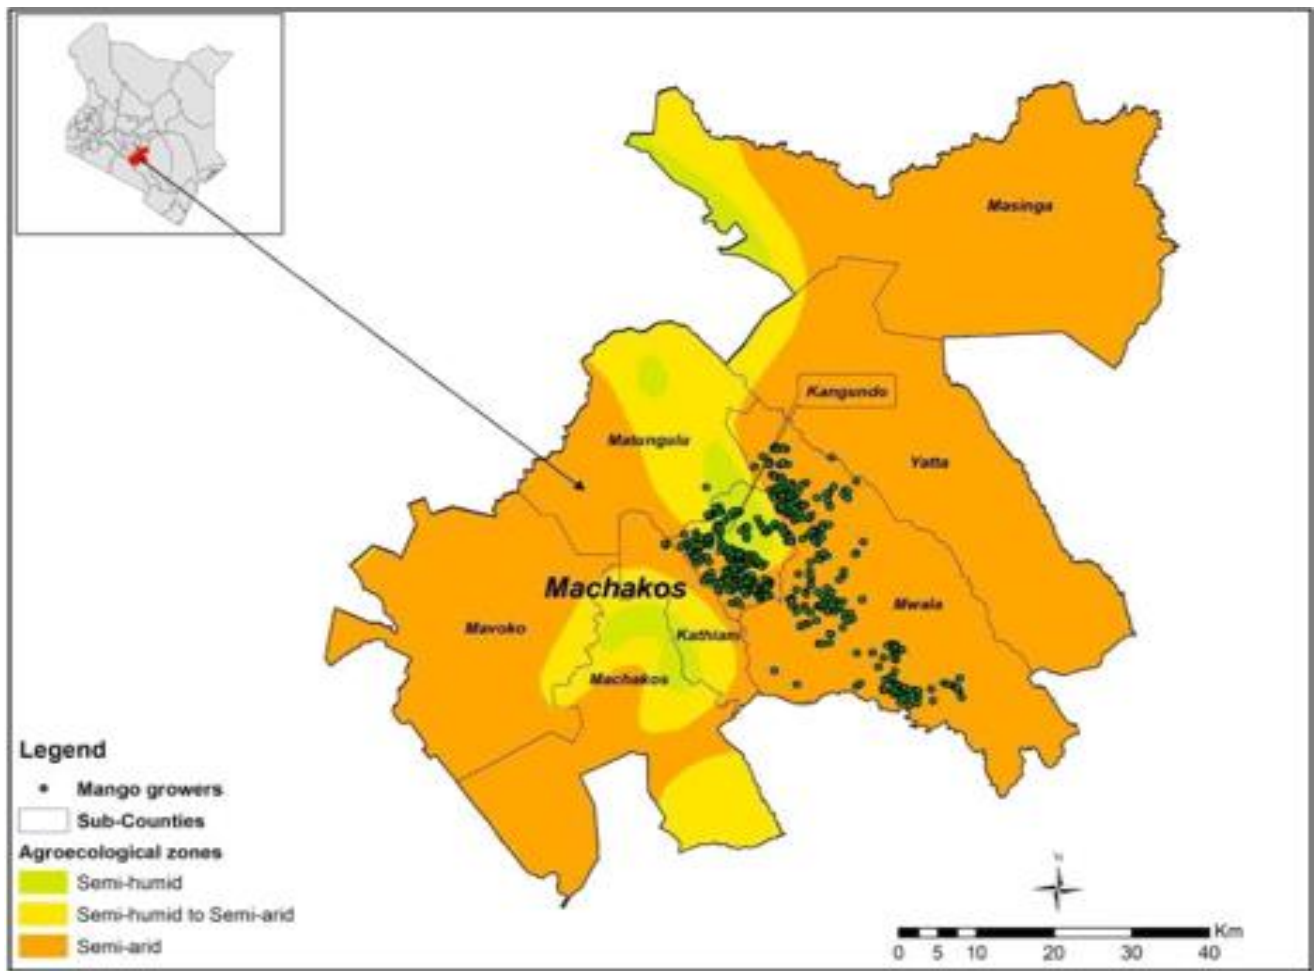 Masinga
Kangundo
Matungulu
Yatta
Machakos
Mwala
Mavoko
Kathiani
Machakos
Legend
Mango growers
Sub-Counties
Agroecological zones
Semi-humid
Semi-humid to Semi-arid
Semi-arid
N
Km
0 5 10 20 30 40